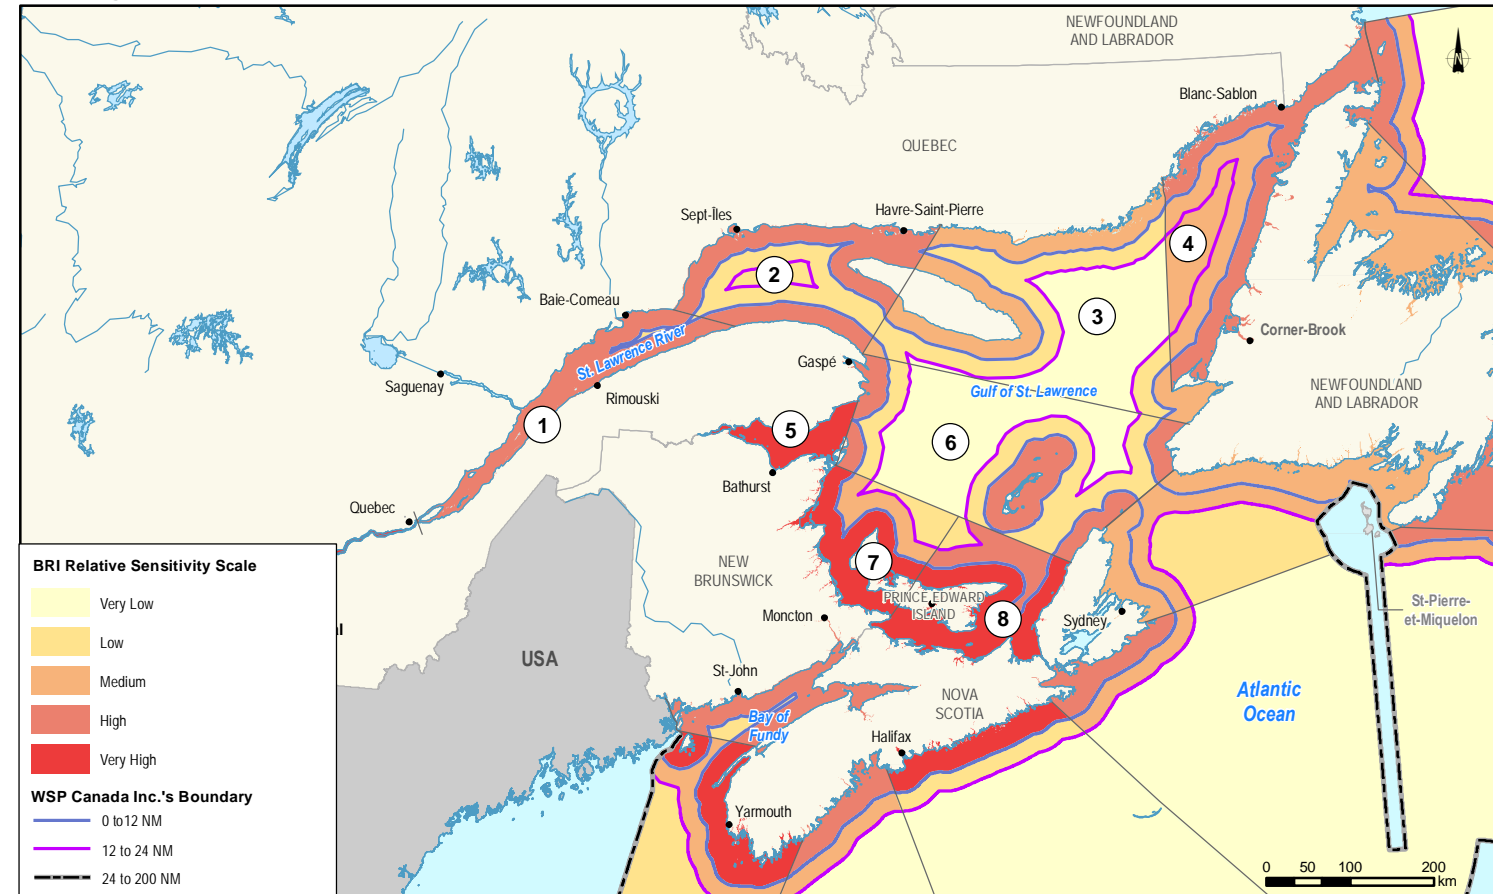 NEWFOUNDLAND
AND LABRADOR
Blanc-Sablon
QUEBEC
Sept-Îles
Havre-Saint-Pierre
4
2
Baie-Comeau
3
Corner-Brook
St. Lawrence River
Gaspé
Saguenay
Rimouski
Gulf of St. Lawrence
NEWFOUNDLAND
AND LABRADOR
1
5
6
Bathurst
Quebec
NEW
BRUNSWICK
7
PRINCE EDWARD
ISLAND
Moncton
8
Sydney
St-Pierre-
et-Miquelon
USA
St-John
NOVA
SCOTIA
Atlantic
Ocean
Bay of
Fundy
Halifax
Yarmouth
BRI Relative Sensitivity Scale
Very Low
Low
Medium
High
Very High
WSP Canada Inc.'s Boundary
0 to12 NM
12 to 24 NM
24 to 200 NM
al
N
0 50 100 200
km